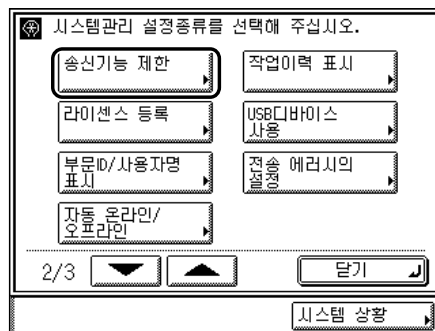 시스템관리 설정종류를 선택해 주십시오.
송신기능 제한
작업이력 표시
라이센스 등록
USB디바이스
사용
부문ID/사용자명
표시
전송 에러시의
설정
자동 온라인/
오프라인
2/3
닫기
시스템 상황